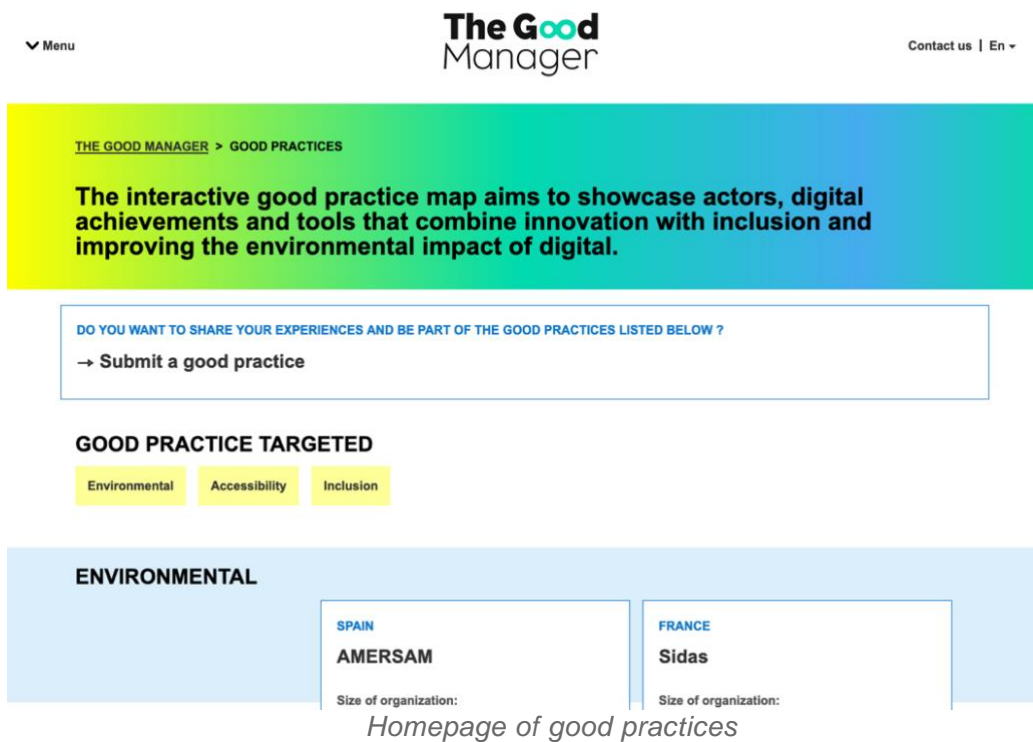 Menu
The Good
Manager
Contact us | En
THE GOOD MANAGER > GOOD PRACTICES
The interactive good practice map aims to showcase actors, digital
achievements and tools that combine innovation with inclusion and
improving the environmental impact of digital.
DO YOU WANT TO SHARE YOUR EXPERIENCES AND BE PART OF THE GOOD PRACTICES LISTED BELOW ?
→ Submit a good practice
GOOD PRACTICE TARGETED
Environmental Accessibility Inclusion
ENVIRONMENTAL
SPAIN
AMERSAM
Size of organization:
FRANCE
Sidas
Size of organization:
Homepage of good practices